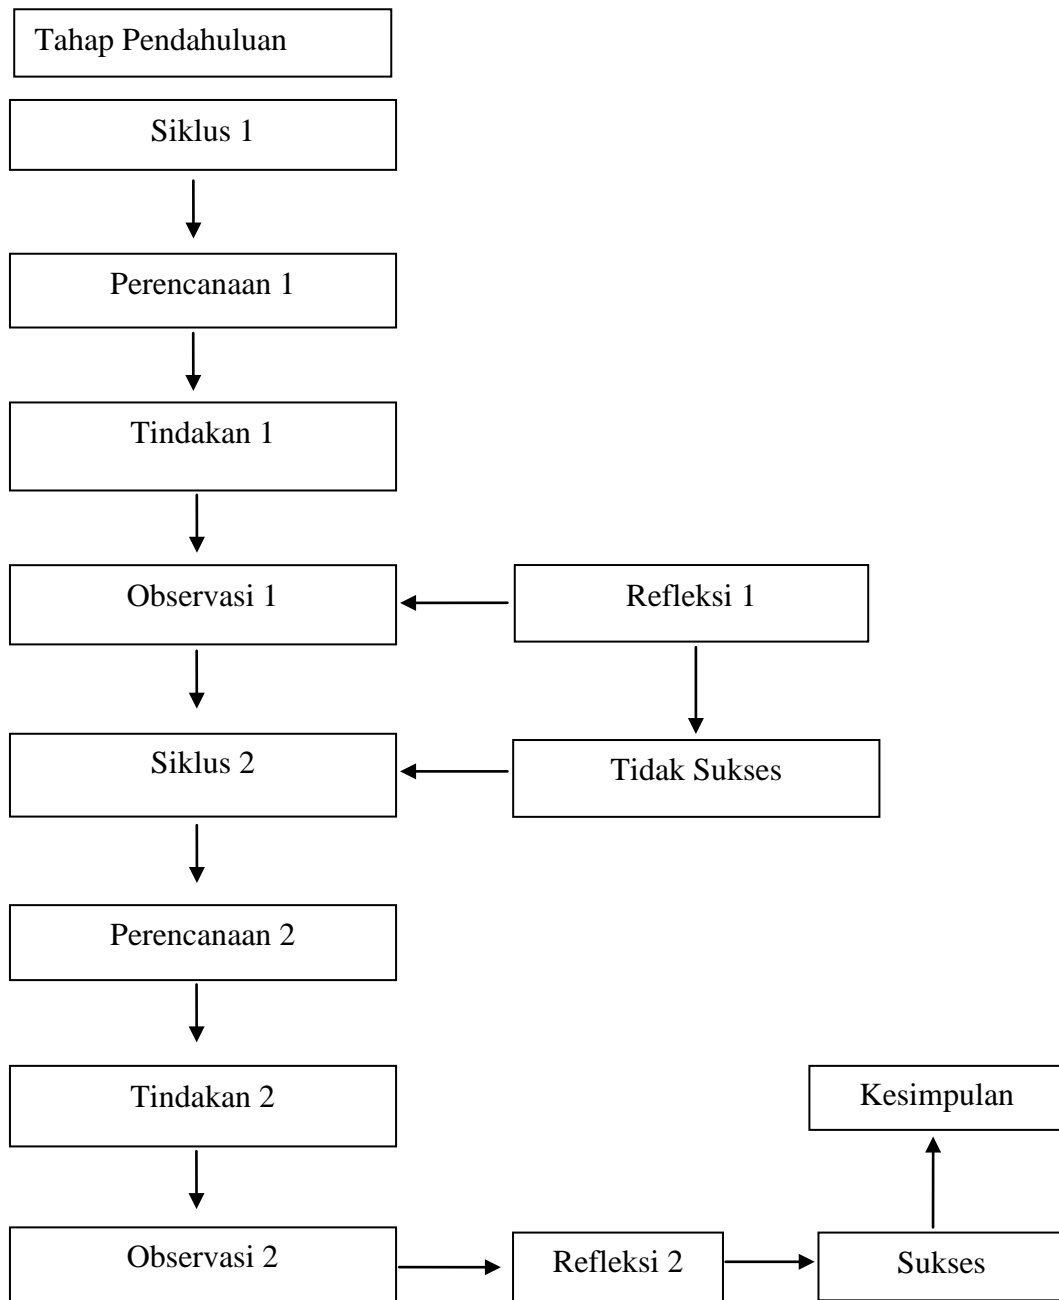 Tahap Pendahuluan
Siklus 1
Perencanaan 1
Tindakan 1
Observasi 1
Refleksi 1
Siklus 2
Tidak Sukses
Perencanaan 2
Tindakan 2
Kesimpulan
Observasi 2
Refleksi 2
Sukses